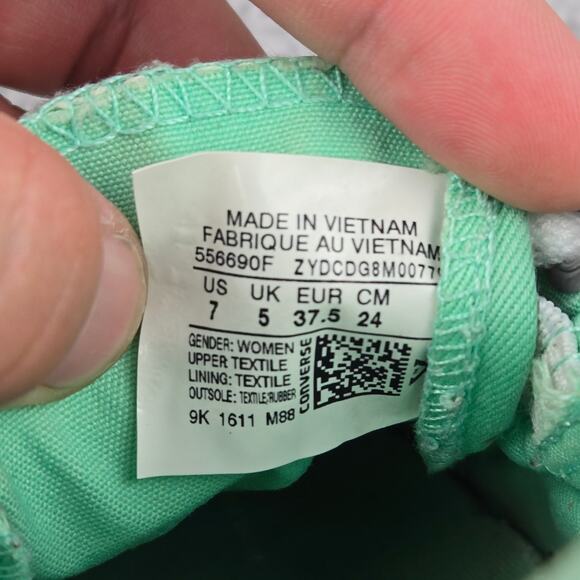 MADE IN VIETNAM
FABRIQUE AU VIETNAM
556690F ZYDCDG8M0077
US UK EUR CM
7 5 37.5 24
GENDER: WOMEN
UPPER: TEXTILE
LINING: TEXTILE
OUTSOLE: TEXTILE/RUBBER
CONVERSE
9K 1611 M88